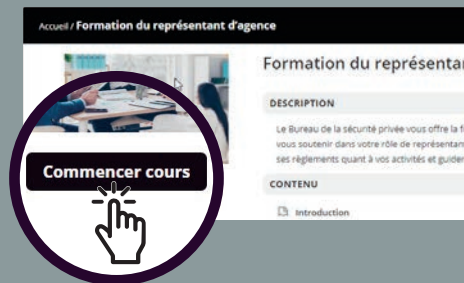 Accueil / Formation du représentant d'agence
Formation du représentan
DESCRIPTION
Le Bureau de la sécurité privée vous offre la f
vous soutenir dans votre rôle de représentan
ses règlements quant à vos activités et guider
Commencer cours
CONTENU
Introduction